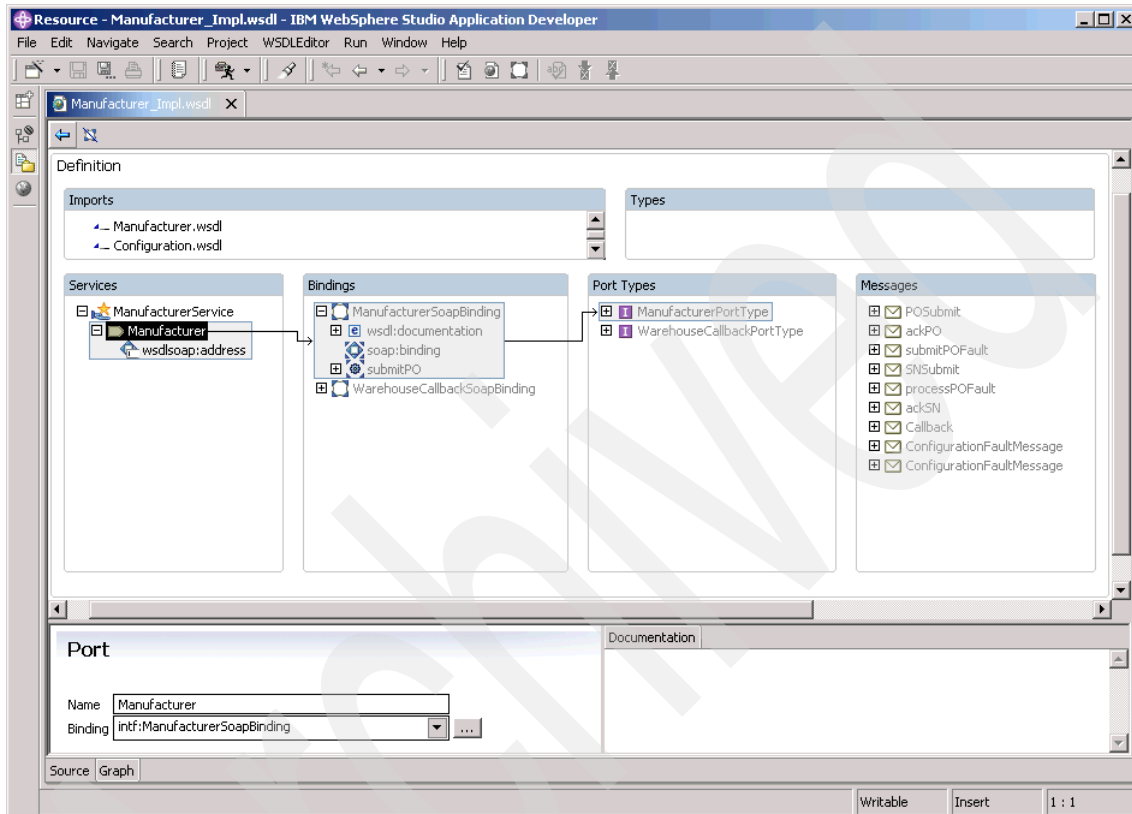 Resource - Manufacturer_Impl.wsdl - IBM WebSphere Studio Application Developer
File Edit Navigate Search Project WSDLEditor Run Window Help
Manufacturer_Impl.wsdl
Definition
Imports
Manufacturer.wsdl
Configuration.wsdl
Types
Services
ManufacturerService
Manufacturer
wsdlsoap:address
Bindings
ManufacturerSoapBinding
wsdl:documentation
soap:binding
submitPO
WarehouseCallbackSoapBinding
Port Types
ManufacturerPortType
WarehouseCallbackPortType
Messages
POSubmit
ackPO
submitPOFault
SNSubmit
processPOFault
ackSN
Callback
ConfigurationFaultMessage
ConfigurationFaultMessage
Port
Name Manufacturer
Binding intf:ManufacturerSoapBinding ...
Documentation
Source Graph
Writable Insert 1 : 1